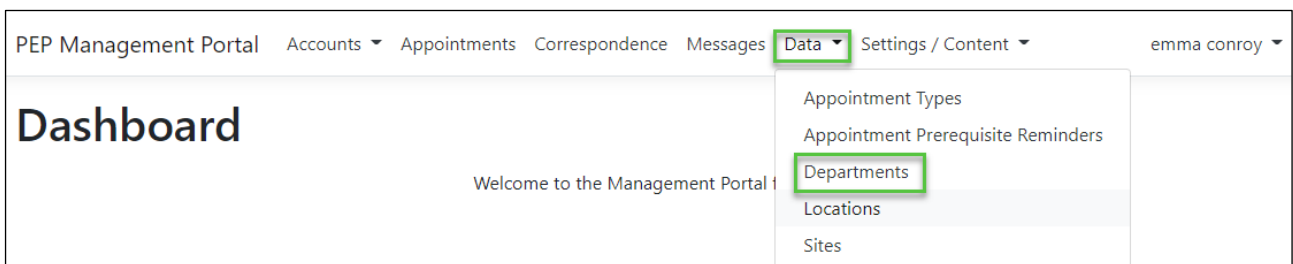 PEP Management Portal Accounts Appointments Correspondence Messages Data Settings / Content emma conroy
Dashboard
Welcome to the Management Portal
Appointment Types
Appointment Prerequisite Reminders
Departments
Locations
Sites